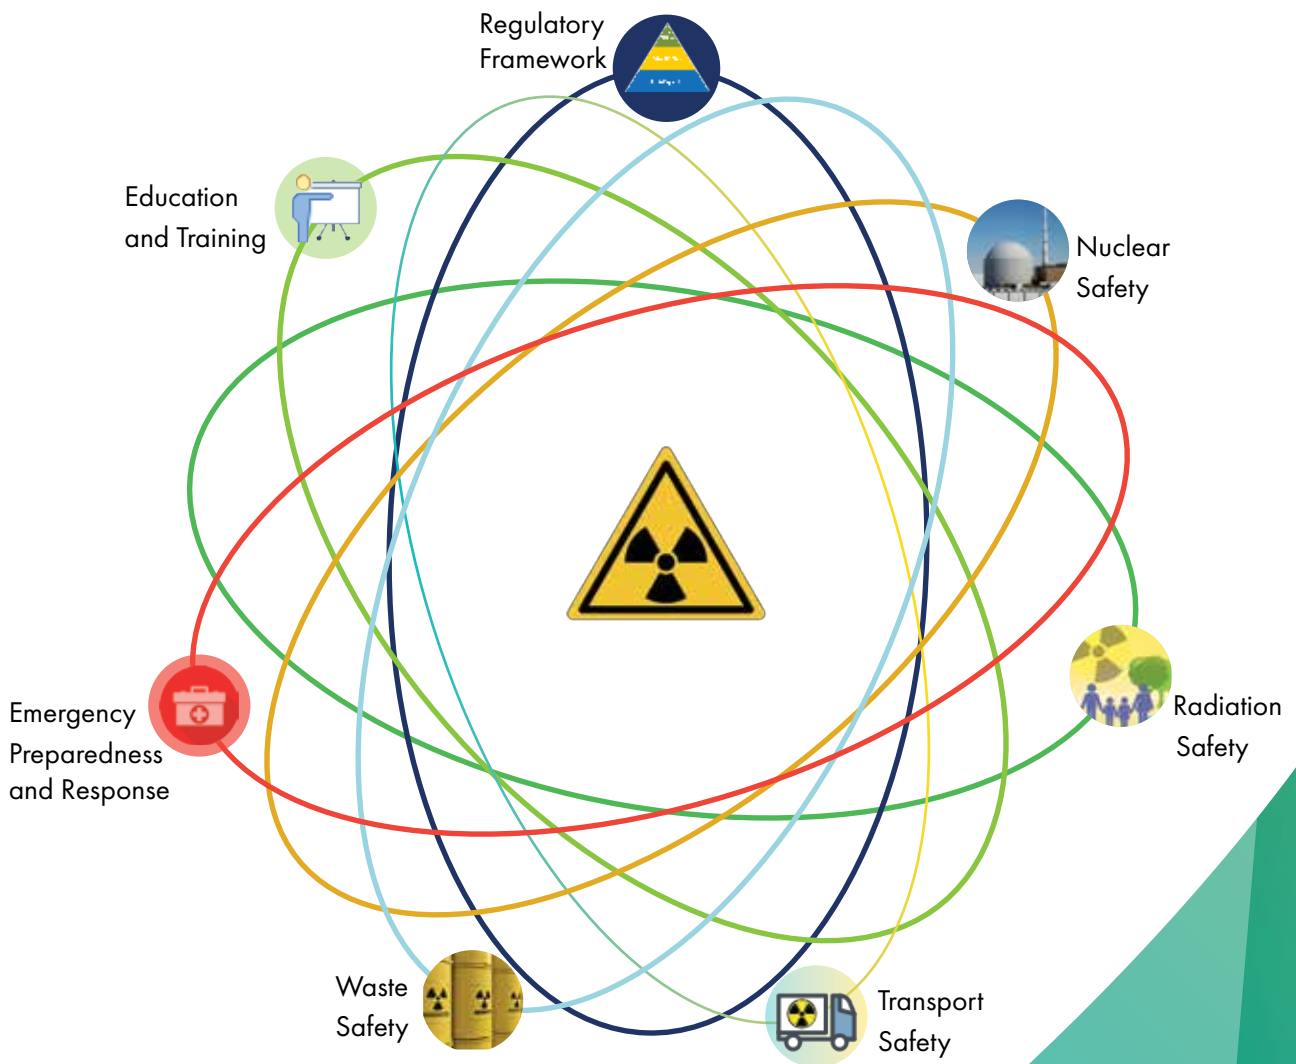 Regulatory
Framework
Education
and Training
Nuclear
Safety
Radiation
Safety
Emergency
Preparedness
and Response
Waste
Safety
Transport
Safety